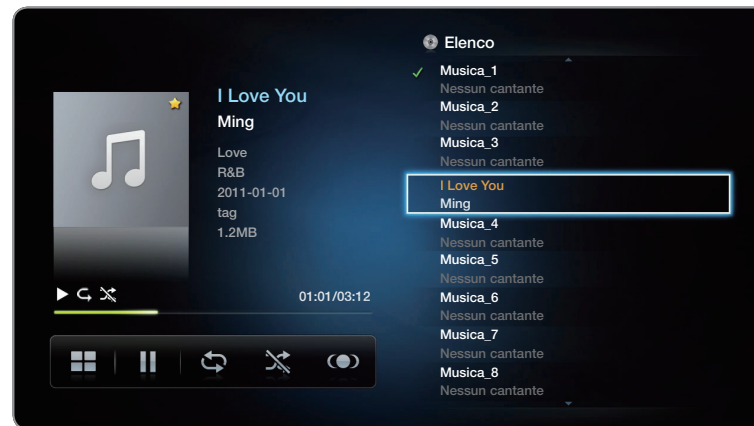 I Love You
Ming
Love
R&B
2011-01-01
tag
1.2MB
01:01/03:12
Elenco
Musica_1
Nessun cantante
Musica_2
Nessun cantante
Musica_3
Nessun cantante
I Love You
Ming
Musica_4
Nessun cantante
Musica_5
Nessun cantante
Musica_6
Nessun cantante
Musica_7
Nessun cantante
Musica_8
Nessun cantante